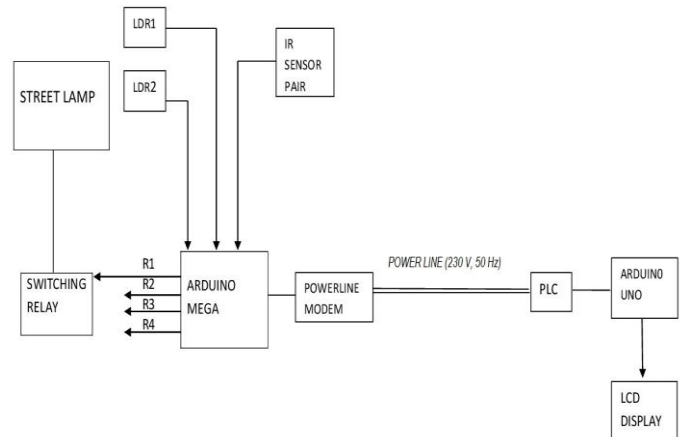 LDR1
IR
SENSOR
PAIR
LDR2
STREET LAMP
R1
R2
R3
R4
SWITCHING
RELAY
ARDUINO
MEGA
POWERLINE
MODEM
POWER LINE (230 V, 50 Hz)
PLC
ARDUIN0
UNO
LCD
DISPLAY